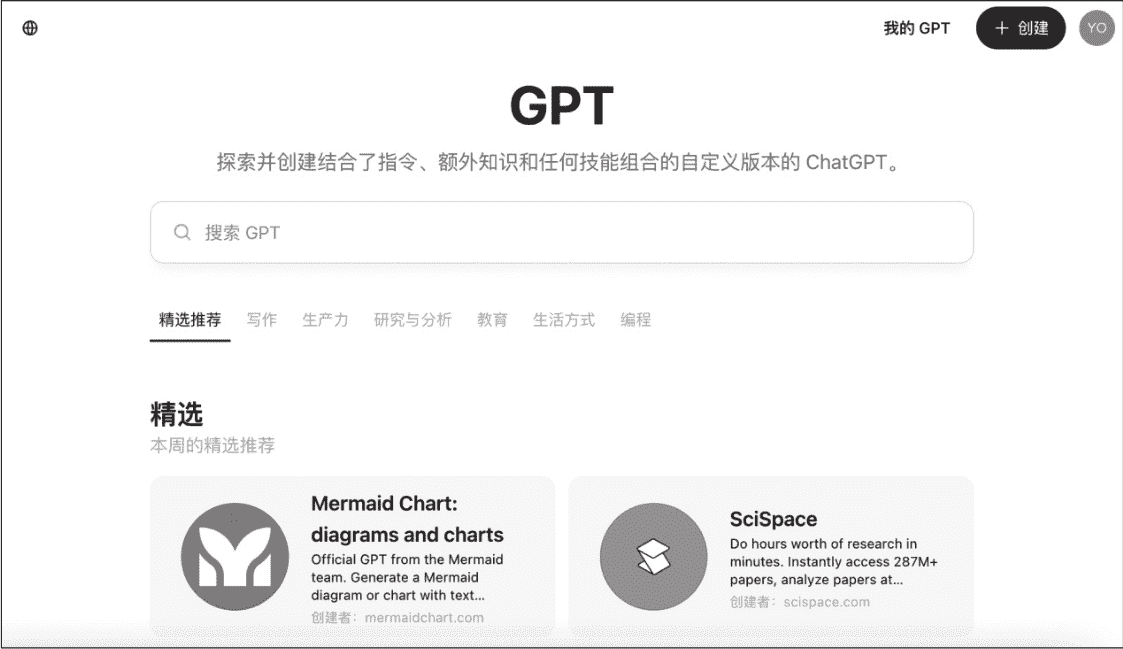 我的 GPT
创建
YO
GPT
探索并创建结合了指令、额外知识和任何技能组合的自定义版本的 ChatGPT。
搜索 GPT
精选推荐 写作 生产力 研究与分析 教育 生活方式 编程
精选
本周的精选推荐
Mermaid Chart:
diagrams and charts
Official GPT from the Mermaid
team. Generate a Mermaid
diagram or chart with text...
创建者：mermaidchart.com
SciSpace
Do hours worth of research in
minutes. Instantly access 287M+
papers, analyze papers at...
创建者：scispace.com